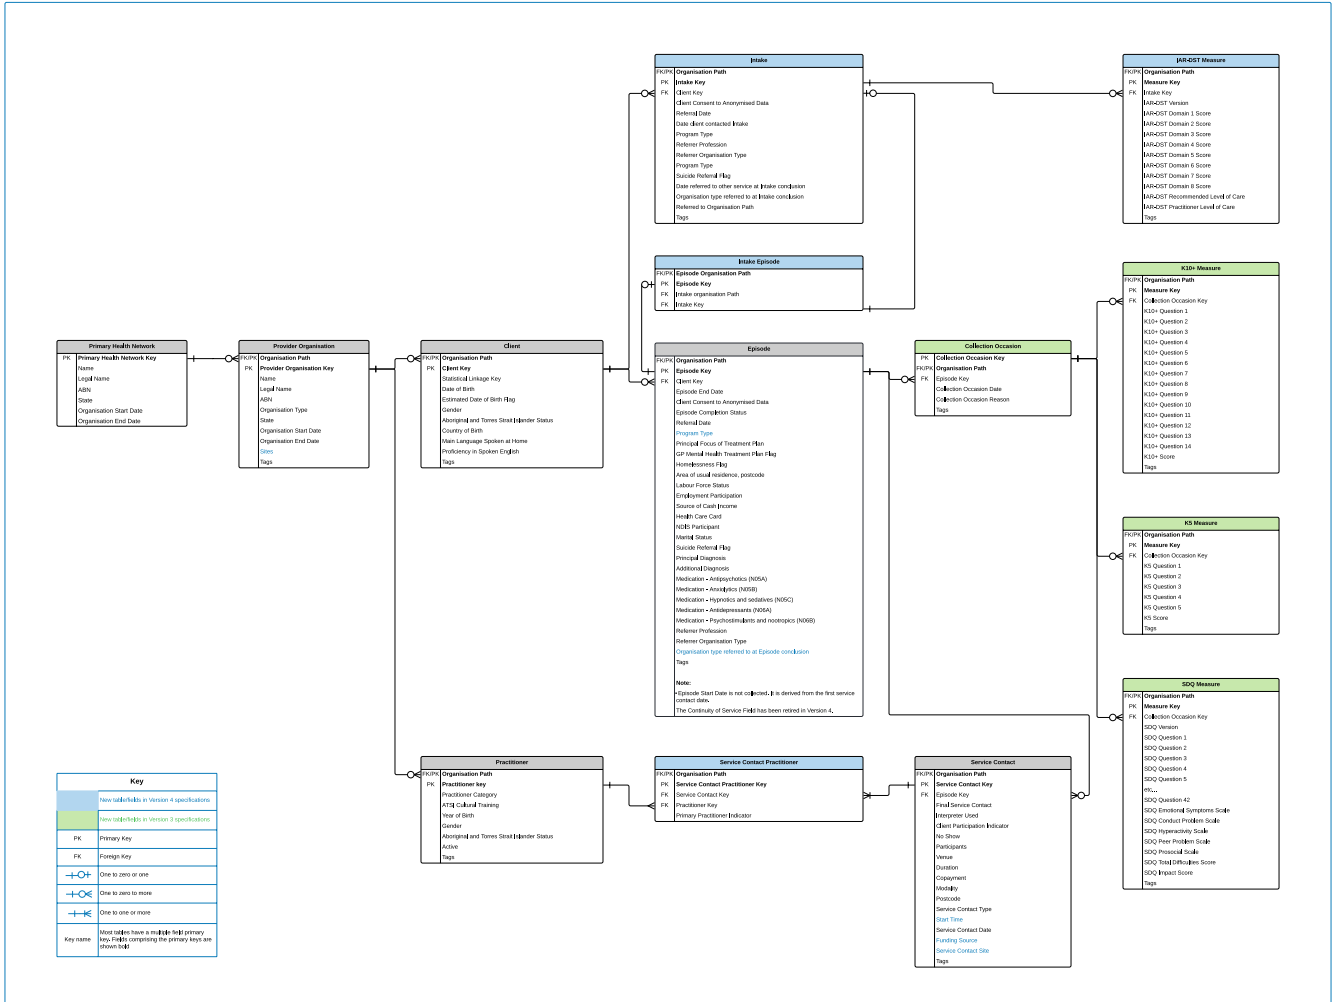 Intake
FK/PK Organisation Path
PK Intake Key
FK Client Key
Client Consent to Anonymised Data
Referral Date
Date client contacted Intake
Program Type
Referrer Profession
Referrer Organisation Type
Program Type
Suicide Referral Flag
Date referred to other service at Intake conclusion
Organisation type referred to at Intake conclusion
Referred to Organisation Path
Tags
IAR-DST Measure
FK/PK Organisation Path
PK Measure Key
FK Intake Key
IAR-DST Version
IAR-DST Domain 1 Score
IAR-DST Domain 2 Score
IAR-DST Domain 3 Score
IAR-DST Domain 4 Score
IAR-DST Domain 5 Score
IAR-DST Domain 6 Score
IAR-DST Domain 7 Score
IAR-DST Domain 8 Score
IAR-DST Recommended Level of Care
IAR-DST Practitioner Level of Care
Tags
Intake Episode
FK/PK Episode Organisation Path
PK Episode Key
FK Intake organisation Path
FK Intake Key
K10+ Measure
FK/PK Organisation Path
PK Measure Key
FK Collection Occasion Key
K10+ Question 1
K10+ Question 2
K10+ Question 3
K10+ Question 4
K10+ Question 5
K10+ Question 6
K10+ Question 7
K10+ Question 8
K10+ Question 9
K10+ Question 10
K10+ Question 11
K10+ Question 12
K10+ Question 13
K10+ Question 14
K10+ Score
Tags
Primary Health Network
PK Primary Health Network Key
Name
Legal Name
ABN
State
Organisation Start Date
Organisation End Date
Provider Organisation
FK/PK Organisation Path
PK Provider Organisation Key
Name
Legal Name
ABN
Organisation Type
State
Organisation Start Date
Organisation End Date
Sites
Tags
Client
FK/PK Organisation Path
PK Client Key
Statistical Linkage Key
Date of Birth
Estimated Date of Birth Flag
Gender
Aboriginal and Torres Strait Islander Status
Country of Birth
Main Language Spoken at Home
Proficiency in Spoken English
Tags
Episode
FK/PK Organisation Path
PK Episode Key
FK Client Key
Episode End Date
Client Consent to Anonymised Data
Episode Completion Status
Referral Date
Program Type
Principal Focus of Treatment Plan
GP Mental Health Treatment Plan Flag
Homelessness Flag
Area of usual residence, postcode
Labour Force Status
Employment Participation
Source of Cash Income
Health Care Card
NDIS Participant
Marital Status
Suicide Referral Flag
Principal Diagnosis
Additional Diagnosis
Medication - Antipsychotics (N05A)
Medication - Anxiolytics (N05B)
Medication - Hypnotics and sedatives (N05C)
Medication - Antidepressants (N06A)
Medication - Psychostimulants and nootropics (N06B)
Referrer Profession
Referrer Organisation Type
Organisation type referred to at Episode conclusion
Tags
Note:
- Episode Start Date is not collected. It is derived from the first service
contact date.
The Continuity of Service Field has been retired in Version 4.
Collection Occasion
PK Collection Occasion Key
FK/PK Organisation Path
FK Episode Key
Collection Occasion Date
Collection Occasion Reason
Tags
K5 Measure
FK/PK Organisation Path
PK Measure Key
FK Collection Occasion Key
K5 Question 1
K5 Question 2
K5 Question 3
K5 Question 4
K5 Question 5
K5 Score
Tags
SDQ Measure
FK/PK Organisation Path
PK Measure Key
FK Collection Occasion Key
SDQ Version
SDQ Question 1
SDQ Question 2
SDQ Question 3
SDQ Question 4
SDQ Question 5
etc...
SDQ Question 42
SDQ Emotional Symptoms Scale
SDQ Conduct Problem Scale
SDQ Hyperactivity Scale
SDQ Peer Problem Scale
SDQ Prosocial Scale
SDQ Total Difficulties Score
SDQ Impact Score
Tags
Practitioner
FK/PK Organisation Path
PK Practitioner key
Practitioner Category
ATSI Cultural Training
Year of Birth
Gender
Aboriginal and Torres Strait Islander Status
Active
Tags
Service Contact Practitioner
FK/PK Organisation Path
PK Service Contact Practitioner Key
FK Service Contact Key
FK Practitioner Key
Primary Practitioner Indicator
Service Contact
FK/PK Organisation Path
PK Service Contact Key
FK Episode Key
Final Service Contact
Interpreter Used
Client Participation Indicator
No Show
Participants
Venue
Duration
Copayment
Modality
Postcode
Service Contact Type
Start Time
Service Contact Date
Funding Source
Service Contact Site
Tags
Key
New table/fields in Version 4 specifications
New table/fields in Version 3 specifications
PK Primary Key
FK Foreign Key
One to zero or one
One to zero to more
One to one or more
Key name
Most tables have a multiple field primary
key. Fields comprising the primary keys are
shown bold